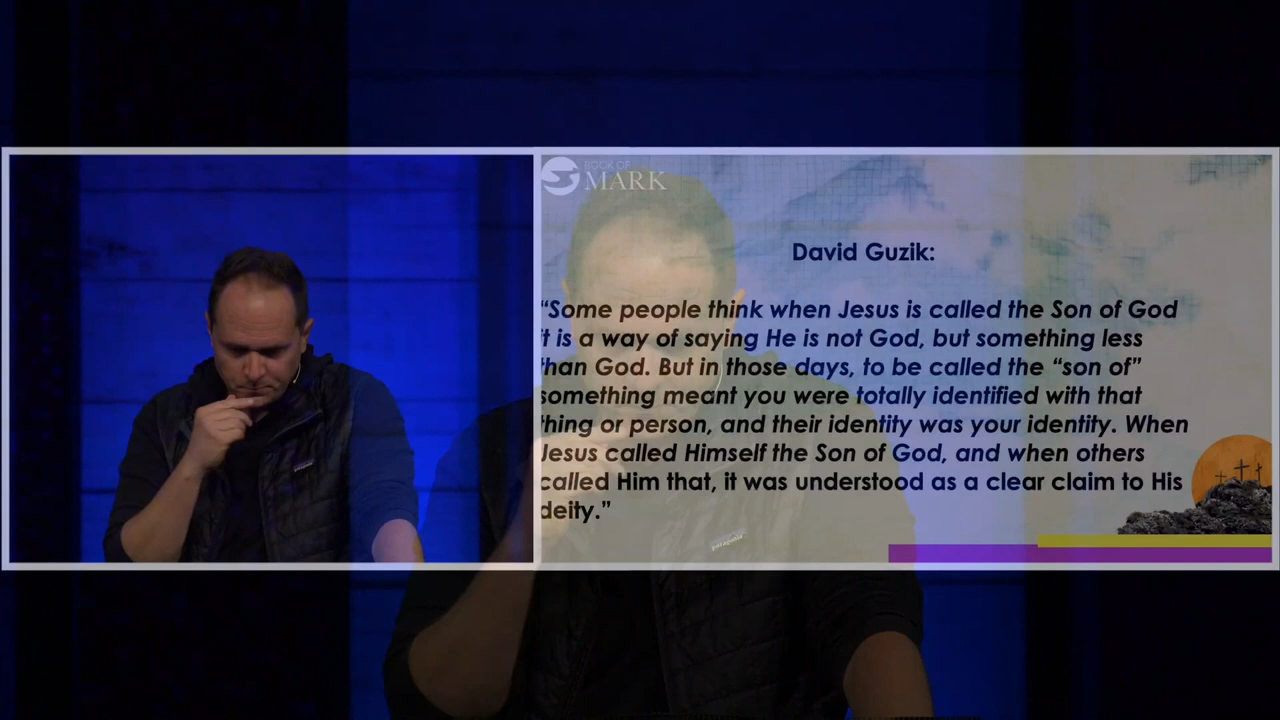 BOOK OF
MARK
David Guzik:
“Some people think when Jesus is called the Son of God
it is a way of saying He is not God, but something less
than God. But in those days, to be called the “son of”
something meant you were totally identified with that
thing or person, and their identity was your identity. When
Jesus called Himself the Son of God, and when others
called Him that, it was understood as a clear claim to His
deity.”
patagonia